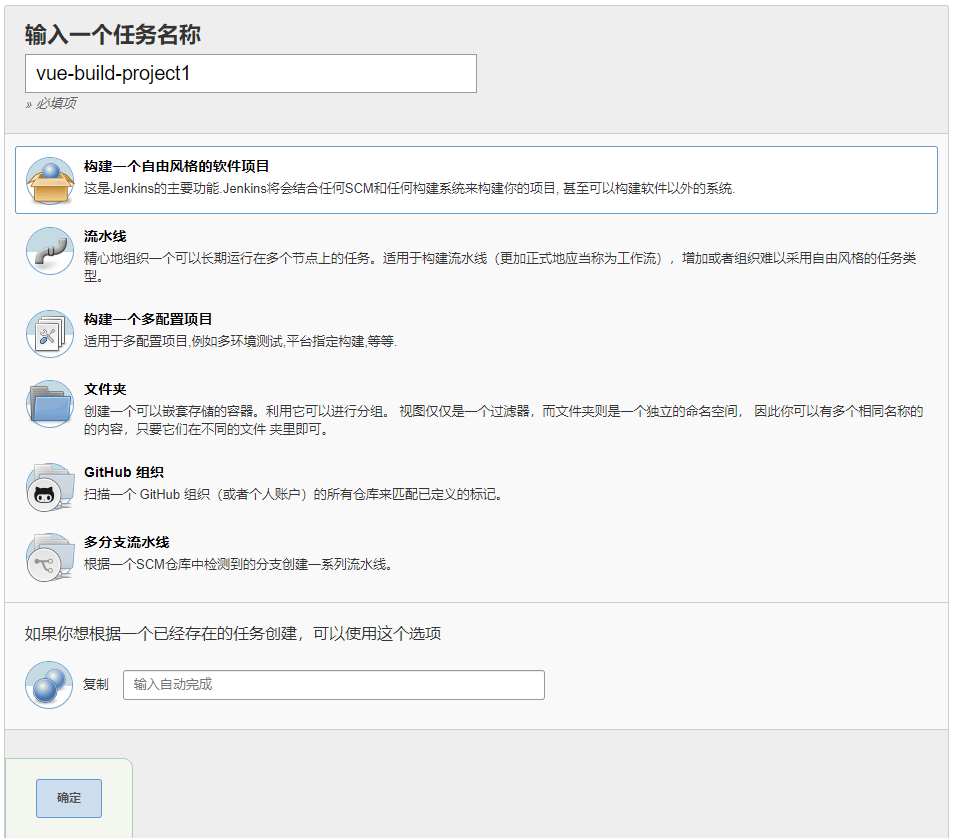 输入一个任务名称
vue-build-project1
» 必填项
构建一个自由风格的软件项目
这是Jenkins的主要功能.Jenkins将会结合任何SCM和任何构建系统来构建你的项目, 甚至可以构建软件以外的系统.
流水线
精心地组织一个可以长期运行在多个节点上的任务。适用于构建流水线（更加正式地应当称为工作流），增加或者组织难以采用自由风格的任务类
型。
构建一个多配置项目
适用于多配置项目,例如多环境测试,平台指定构建,等等.
文件夹
创建一个可以嵌套存储的容器。利用它可以进行分组。 视图仅仅是一个过滤器，而文件夹则是一个独立的命名空间， 因此你可以有多个相同名称的
的内容，只要它们在不同的文件 夹里即可。
GitHub 组织
扫描一个 GitHub 组织（或者个人账户）的所有仓库来匹配已定义的标记。
多分支流水线
根据一个SCM仓库中检测到的分支创建一系列流水线。
如果你想根据一个已经存在的任务创建，可以使用这个选项
复制 输入自动完成
确定